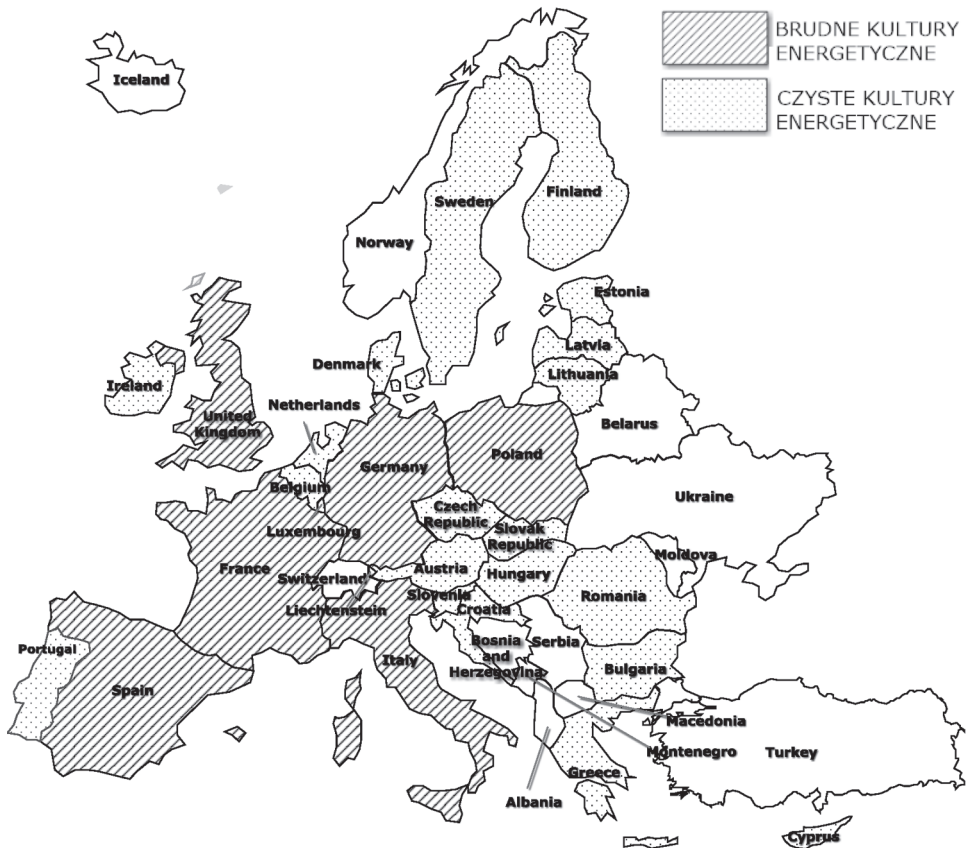 BRUDNE KULTURY
ENERGETYCZNE
CZYSTE KULTURY
ENERGETYCZNE
Iceland
Finland
Sweden
Norway
Estonia
Latvia
Denmark
Lithuania
Ireland
Netherlands
United
Kingdom
Belarus
Poland
Germany
Belgium
Ukraine
Czech
Republic
Luxembourg
Slovak
Republic
Moldova
France
Austria
Switzerland
Hungary
Slovenia
Romania
Liechtenstein
Croatia
Bosnia
and
Herzegovina
Serbia
Portugal
Italy
Bulgaria
Spain
Macedonia
Montenegro
Turkey
Greece
Albania
Cyprus